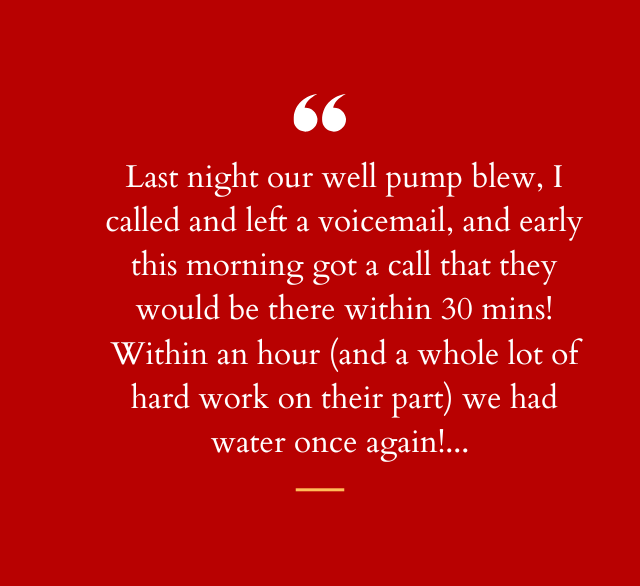 “
Last night our well pump blew, I
called and left a voicemail, and early
this morning got a call that they
would be there within 30 mins!
Within an hour (and a whole lot of
hard work on their part) we had
water once again!...